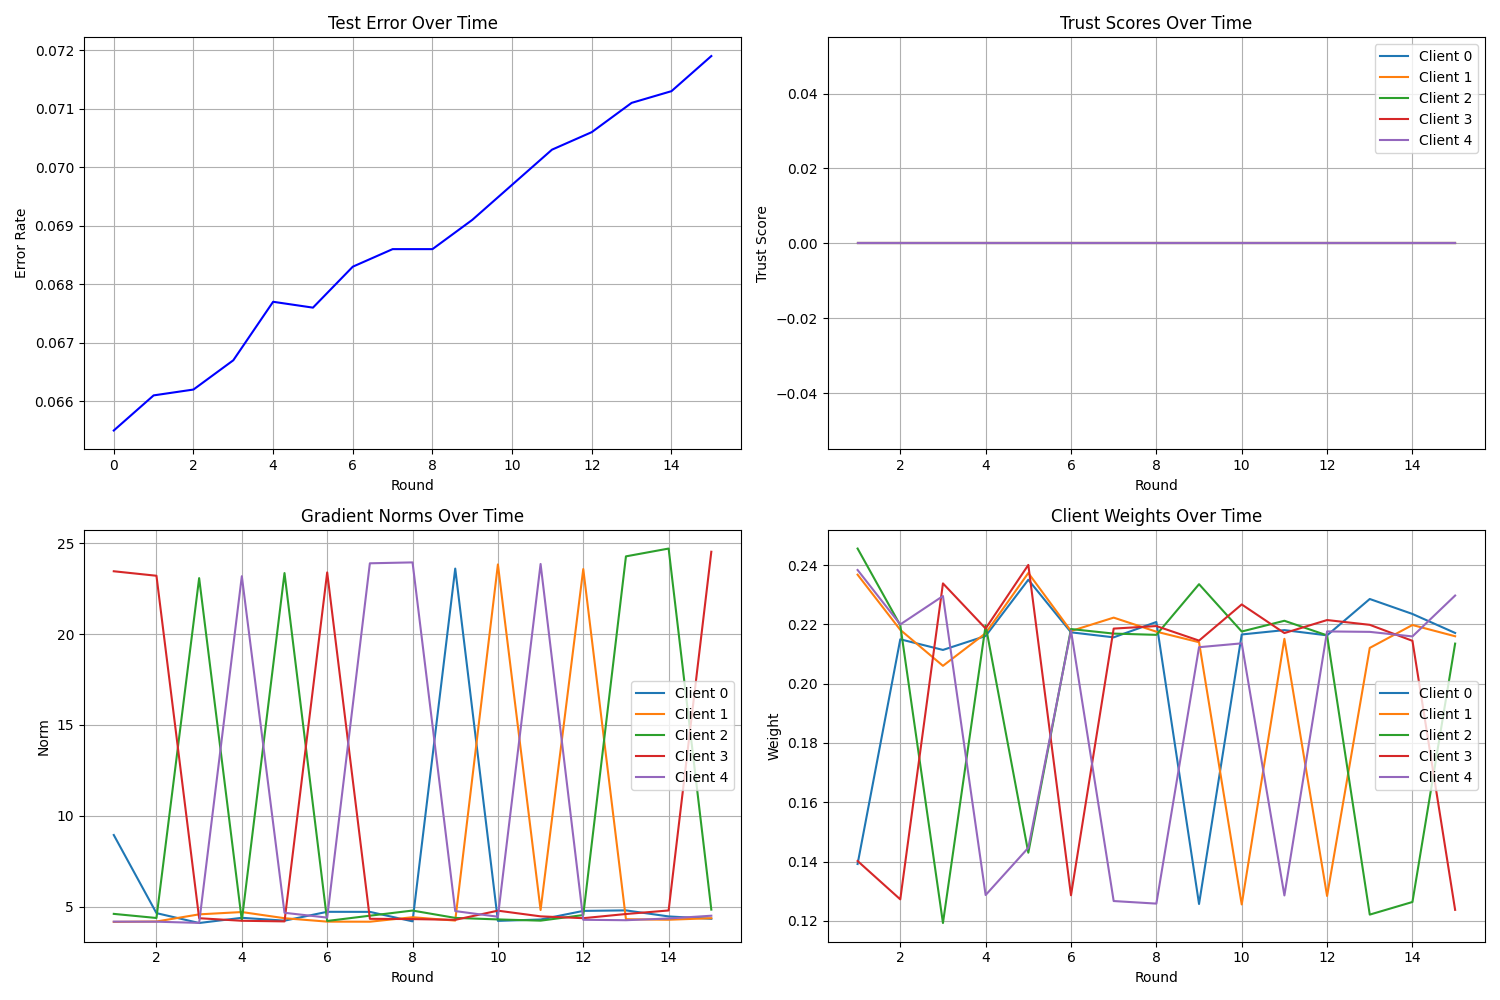 Test Error Over Time
Error Rate
0.072
0.071
0.070
0.069
0.068
0.067
0.066
0 2 4 6 8 10 12 14
Round
Trust Scores Over Time
Trust Score
0.04
0.02
0.00
−0.02
−0.04
Client 0
Client 1
Client 2
Client 3
Client 4
2 4 6 8 10 12 14
Round
Gradient Norms Over Time
Norm
25
20
15
10
5
Client 0
Client 1
Client 2
Client 3
Client 4
2 4 6 8 10 12 14
Round
Client Weights Over Time
Weight
0.24
0.22
0.20
0.18
0.16
0.14
0.12
Client 0
Client 1
Client 2
Client 3
Client 4
2 4 6 8 10 12 14
Round